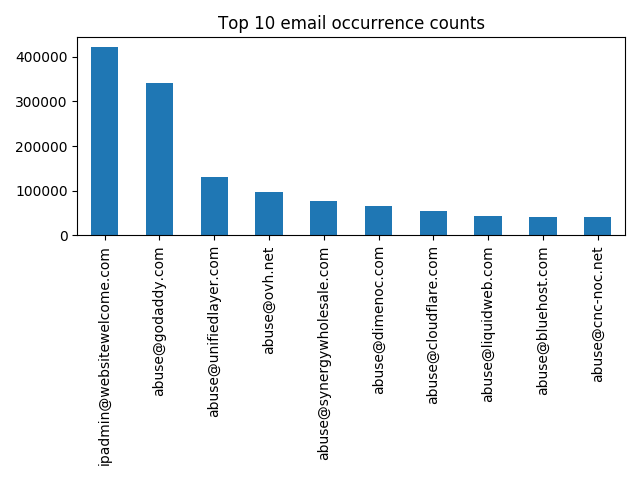 Top 10 email occurrence counts
400000
300000
200000
100000
0
ipadmin@websitewelcome.com
abuse@godaddy.com
abuse@unifiedlayer.com
abuse@ovh.net
abuse@synergywholesale.com
abuse@dimenoc.com
abuse@cloudflare.com
abuse@liquidweb.com
abuse@bluehost.com
abuse@cnc-noc.net